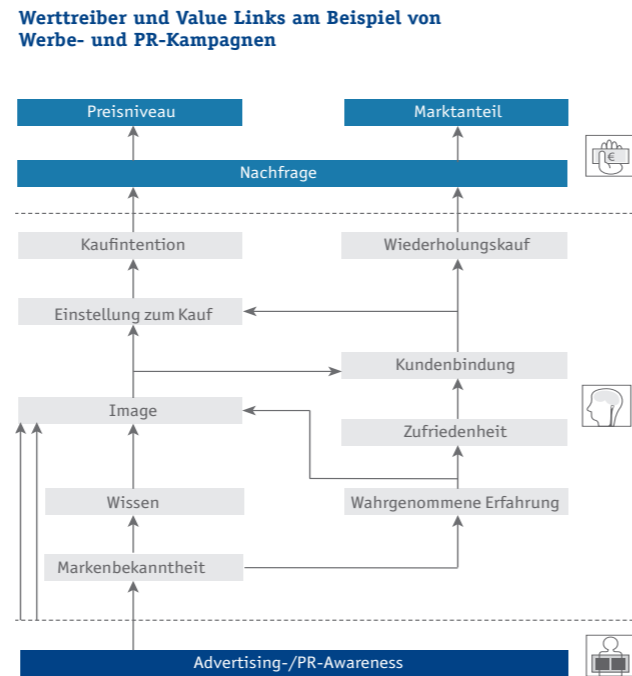 Werttreiber und Value Links am Beispiel von
Werbe- und PR-Kampagnen
Preisniveau
Marktanteil
€
Nachfrage
Kaufintention
Wiederholungskauf
Einstellung zum Kauf
Kundenbindung
Image
Zufriedenheit
Wissen
Wahrgenommene Erfahrung
Markenbekanntheit
Advertising-/PR-Awareness